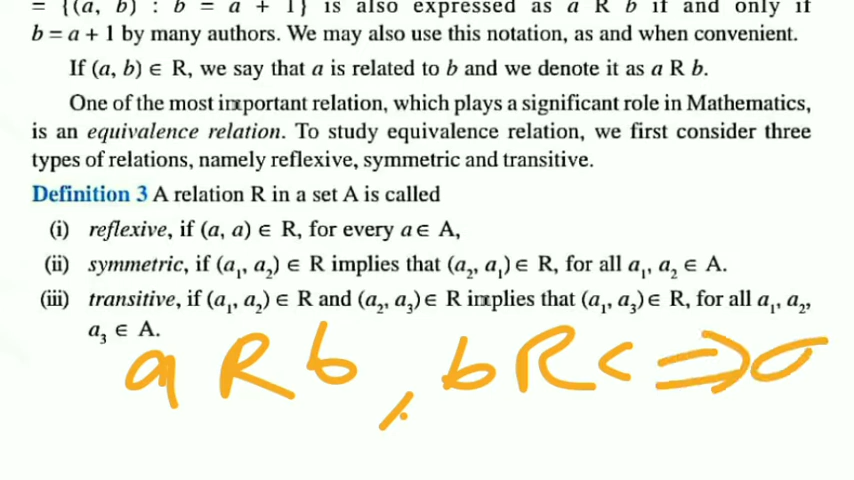 = {(a, b) : b = a + 1} is also expressed as a R b if and only if
b = a + 1 by many authors. We may also use this notation, as and when convenient.
If (a, b) ∈ R, we say that a is related to b and we denote it as a R b.
One of the most important relation, which plays a significant role in Mathematics,
is an equivalence relation. To study equivalence relation, we first consider three
types of relations, namely reflexive, symmetric and transitive.
Definition 3 A relation R in a set A is called
(i) reflexive, if (a, a) ∈ R, for every a ∈ A,
(ii) symmetric, if (a₁, a₂) ∈ R implies that (a₂, a₁) ∈ R, for all a₁, a₂ ∈ A.
(iii) transitive, if (a₁, a₂) ∈ R and (a₂, a₃) ∈ R implies that (a₁, a₃) ∈ R, for all a₁, a₂,
a₃ ∈ A.
a R b , b R c ⇒ a